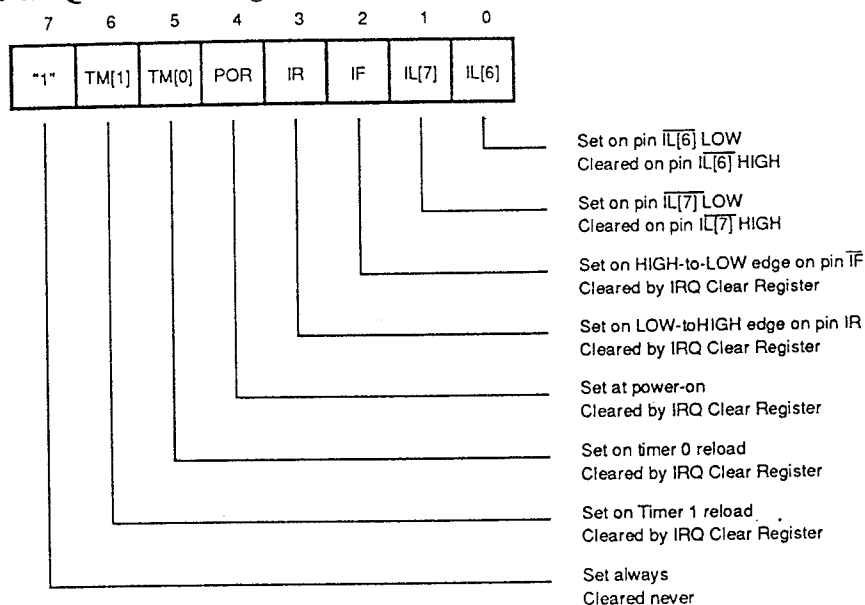 7 6 5 4 3 2 1 0
"1" TM[1] TM[0] POR IR IF IL[7] IL[6]
Set on pin I̅L̅[̅6̅]̅ LOW
Cleared on pin I̅L̅[̅6̅]̅ HIGH
Set on pin I̅L̅[̅7̅]̅ LOW
Cleared on pin I̅L̅[̅7̅]̅ HIGH
Set on HIGH-to-LOW edge on pin I̅F̅
Cleared by IRQ Clear Register
Set on LOW-toHIGH edge on pin IR
Cleared by IRQ Clear Register
Set at power-on
Cleared by IRQ Clear Register
Set on timer 0 reload
Cleared by IRQ Clear Register
Set on Timer 1 reload
Cleared by IRQ Clear Register
Set always
Cleared never